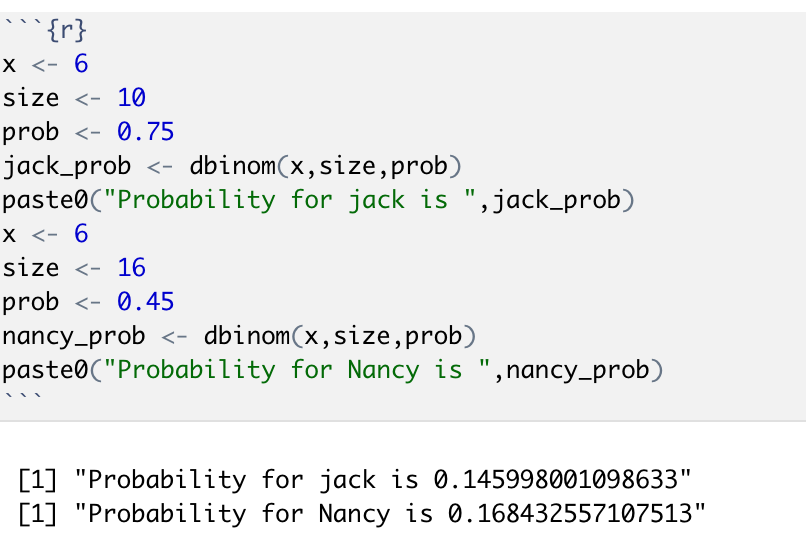 ```{r}
x <- 6
size <- 10
prob <- 0.75
jack_prob <- dbinom(x,size,prob)
paste0("Probability for jack is ",jack_prob)
x <- 6
size <- 16
prob <- 0.45
nancy_prob <- dbinom(x,size,prob)
paste0("Probability for Nancy is ",nancy_prob)
```
[1] "Probability for jack is 0.145998001098633"
[1] "Probability for Nancy is 0.168432557107513"